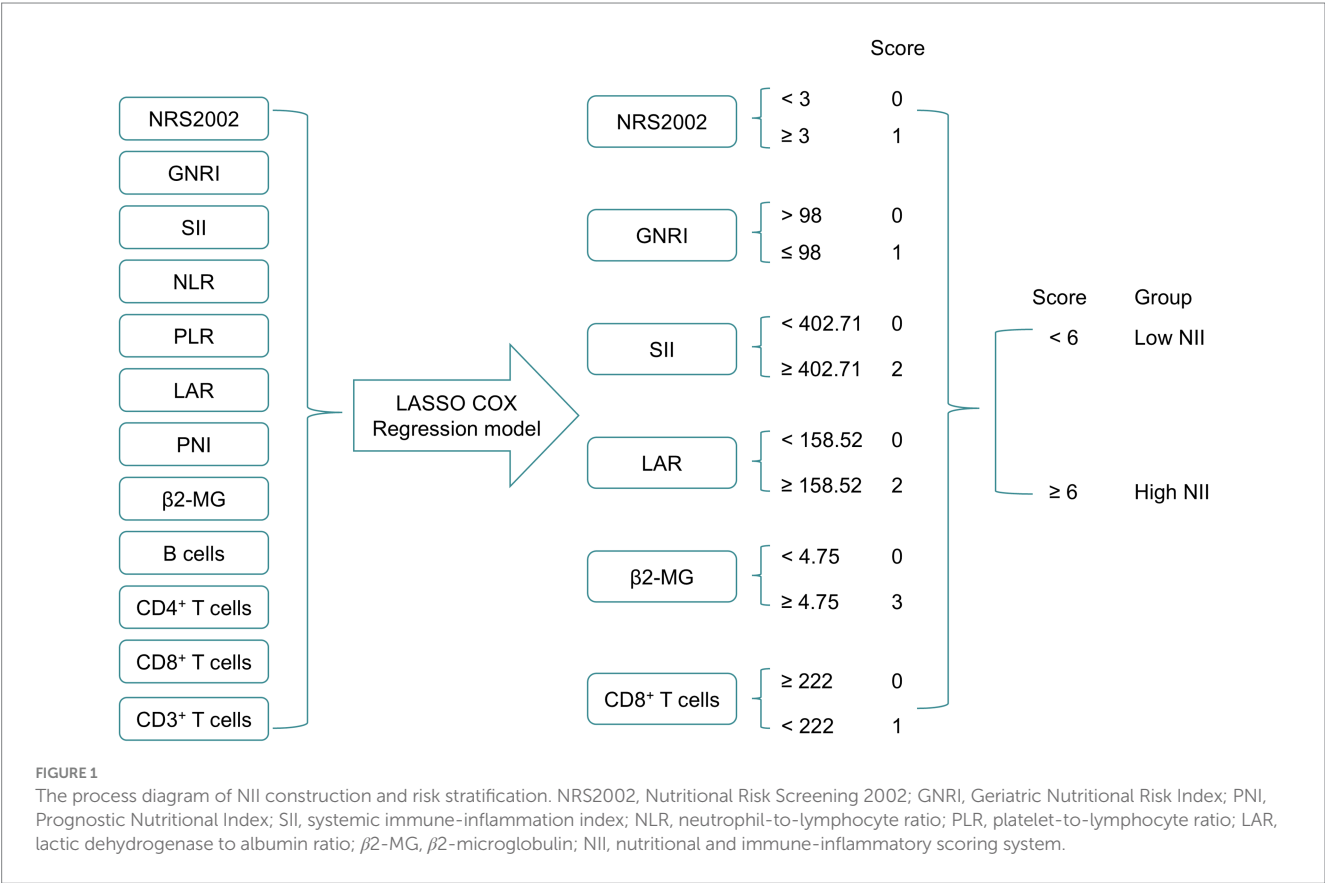 NRS2002
GNRI
SII
NLR
PLR
LAR
PNI
β2-MG
B cells
CD4⁺ T cells
CD8⁺ T cells
CD3⁺ T cells
LASSO COX
Regression model
Score
NRS2002
< 3 0
≥ 3 1
GNRI
> 98 0
≤ 98 1
SII
< 402.71 0
≥ 402.71 2
LAR
< 158.52 0
≥ 158.52 2
β2-MG
< 4.75 0
≥ 4.75 3
CD8⁺ T cells
≥ 222 0
< 222 1
Score Group
< 6 Low NII
≥ 6 High NII
FIGURE 1
The process diagram of NII construction and risk stratification. NRS2002, Nutritional Risk Screening 2002; GNRI, Geriatric Nutritional Risk Index; PNI,
Prognostic Nutritional Index; SII, systemic immune-inflammation index; NLR, neutrophil-to-lymphocyte ratio; PLR, platelet-to-lymphocyte ratio; LAR,
lactic dehydrogenase to albumin ratio; β2-MG, β2-microglobulin; NII, nutritional and immune-inflammatory scoring system.